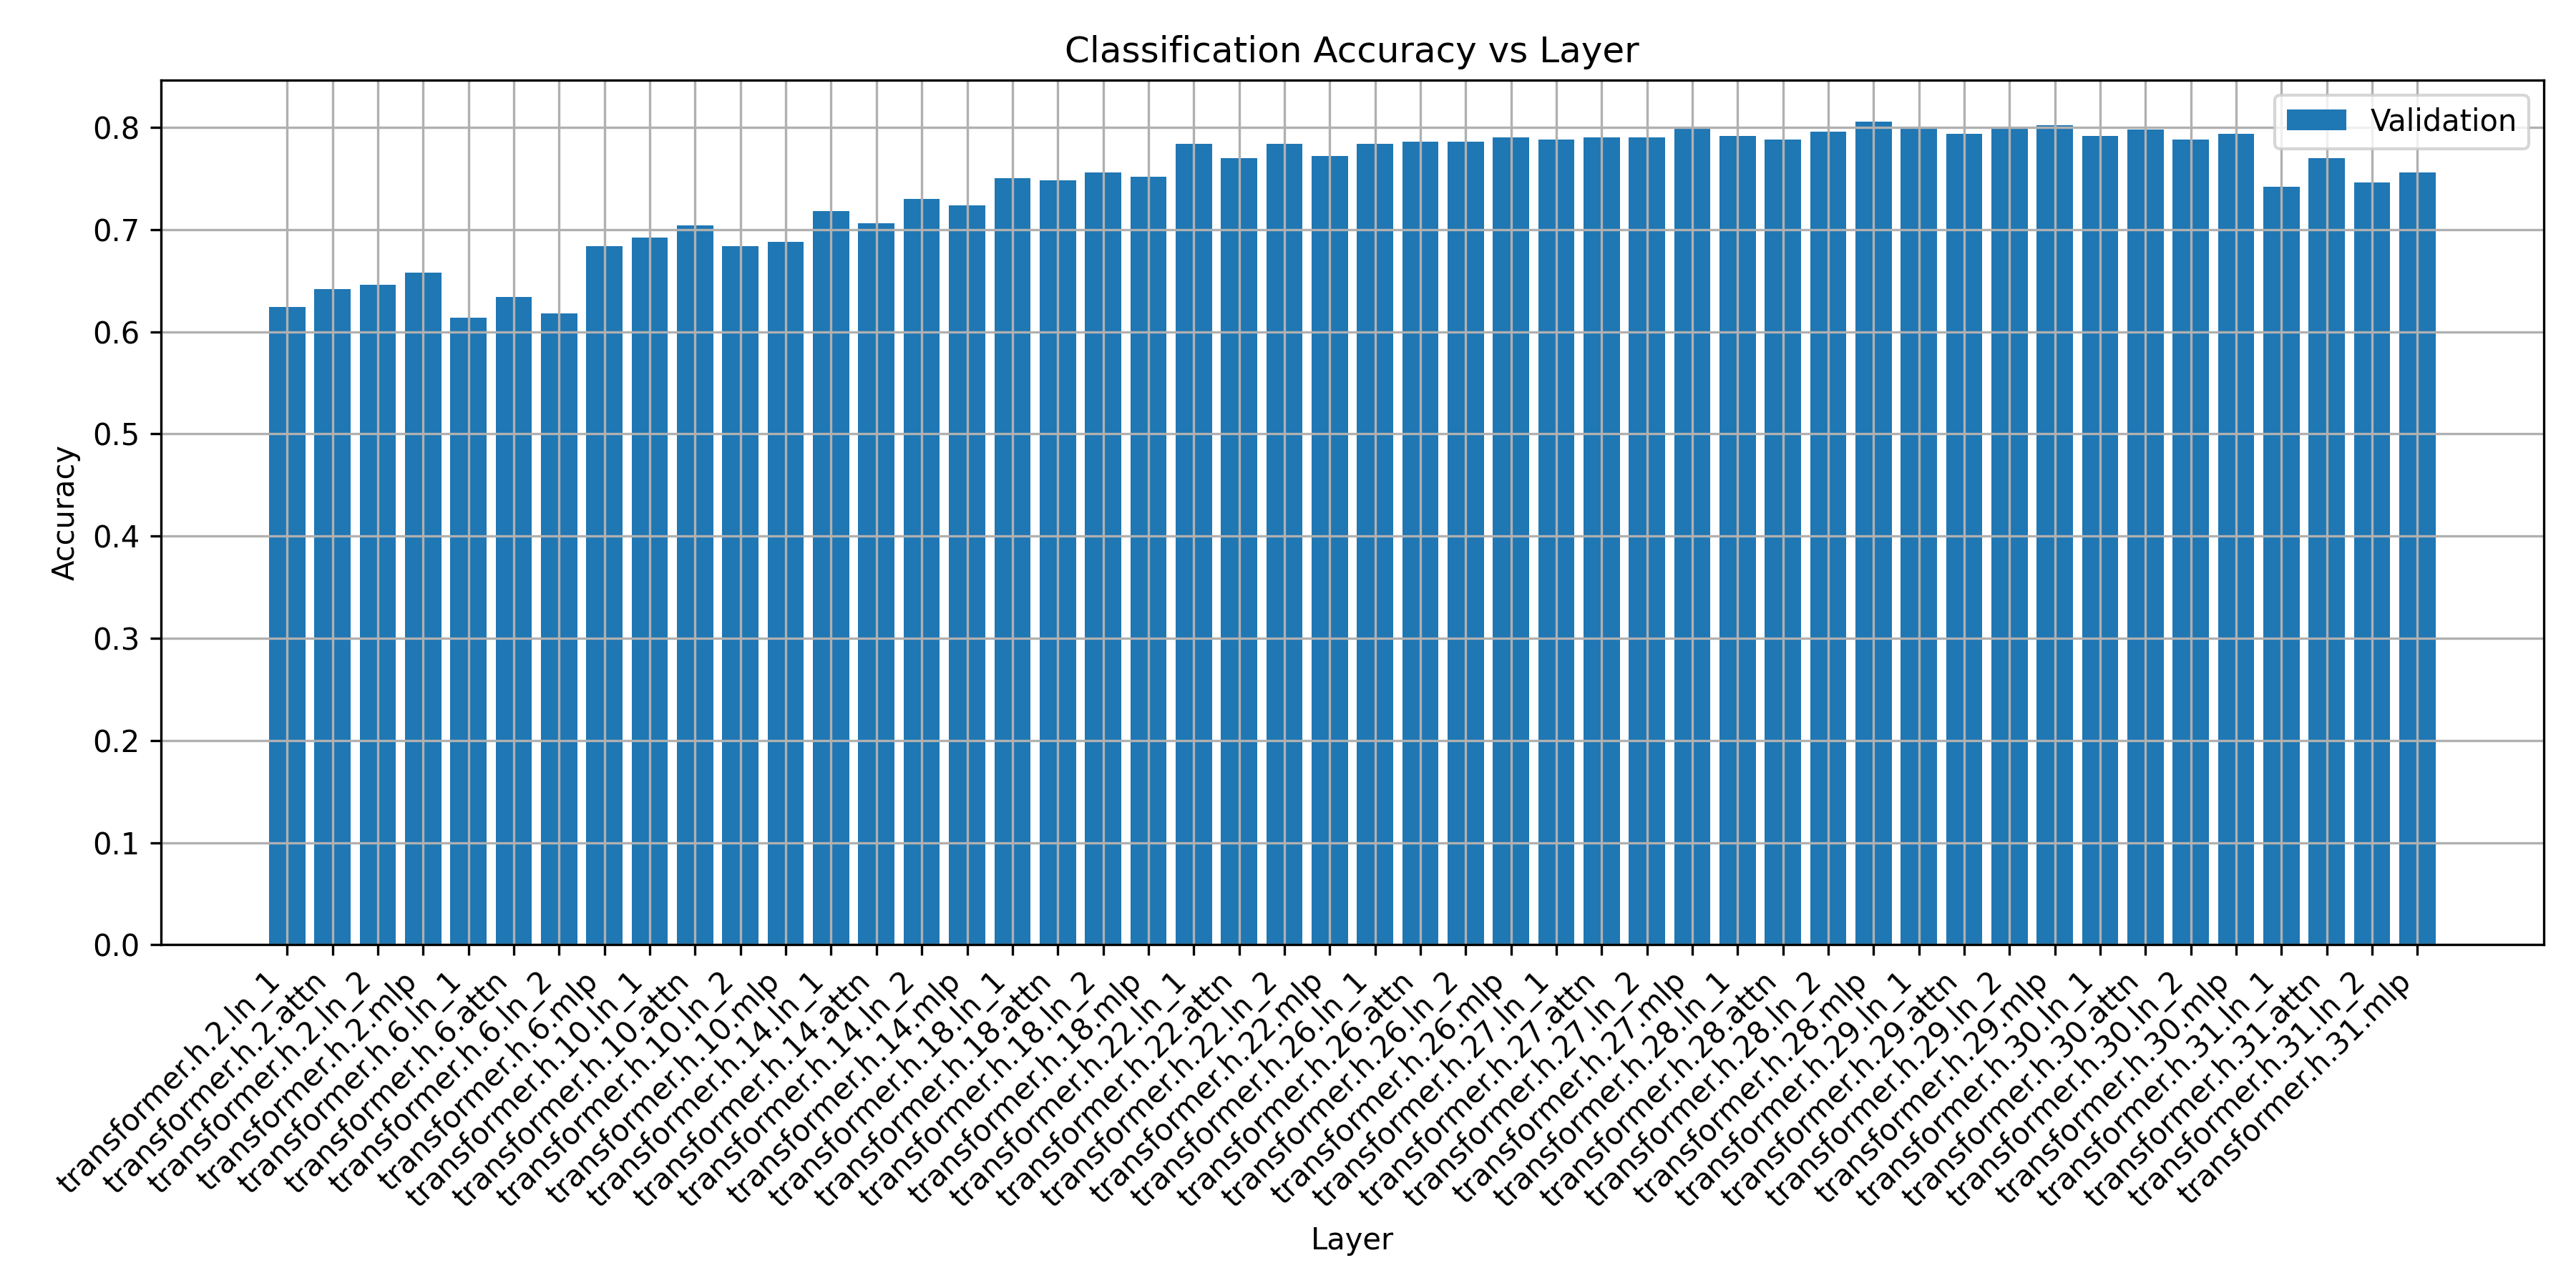 Classification Accuracy vs Layer
Validation
Accuracy
0.8
0.7
0.6
0.5
0.4
0.3
0.2
0.1
0.0
transformer.h.2.ln_1
transformer.h.2.attn
transformer.h.2.ln_2
transformer.h.2.mlp
transformer.h.6.ln_1
transformer.h.6.attn
transformer.h.6.ln_2
transformer.h.6.mlp
transformer.h.10.ln_1
transformer.h.10.attn
transformer.h.10.ln_2
transformer.h.10.mlp
transformer.h.14.ln_1
transformer.h.14.attn
transformer.h.14.ln_2
transformer.h.14.mlp
transformer.h.18.ln_1
transformer.h.18.attn
transformer.h.18.ln_2
transformer.h.18.mlp
transformer.h.22.ln_1
transformer.h.22.attn
transformer.h.22.ln_2
transformer.h.22.mlp
transformer.h.26.ln_1
transformer.h.26.attn
transformer.h.26.ln_2
transformer.h.26.mlp
transformer.h.27.ln_1
transformer.h.27.attn
transformer.h.27.ln_2
transformer.h.27.mlp
transformer.h.28.ln_1
transformer.h.28.attn
transformer.h.28.ln_2
transformer.h.28.mlp
transformer.h.29.ln_1
transformer.h.29.attn
transformer.h.29.ln_2
transformer.h.29.mlp
transformer.h.30.ln_1
transformer.h.30.attn
transformer.h.30.ln_2
transformer.h.30.mlp
transformer.h.31.ln_1
transformer.h.31.attn
transformer.h.31.ln_2
transformer.h.31.mlp
Layer